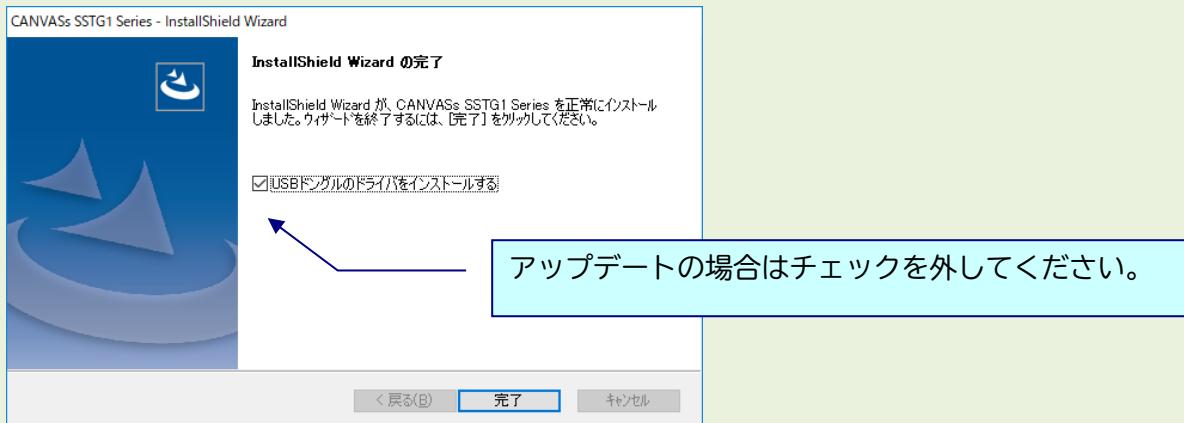 CANVASs SSTG1 Series - InstallShield Wizard
InstallShield Wizard の完了
InstallShield Wizard が、CANVASs SSTG1 Series を正常にインストール
しました。ウィザードを終了するには、[完了] をクリックしてください。
USBドングルのドライバをインストールする
アップデートの場合はチェックを外してください。
< 戻る(B)
完了
キャンセル